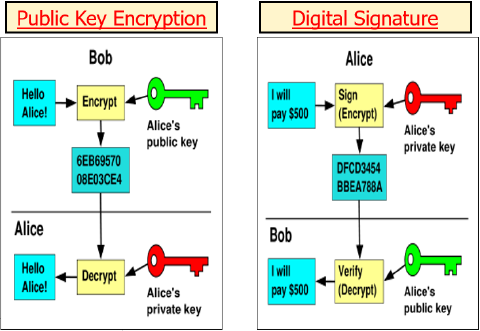 Public Key Encryption
Bob
Hello
Alice!
Encrypt
Alice's
public key
6EB69570
08E03CE4
Alice
Hello
Alice!
Decrypt
Alice's
private key
Digital Signature
Alice
I will
pay $500
Sign
(Encrypt)
Alice's
private key
DFCD3454
BBEA788A
Bob
I will
pay $500
Verify
(Decrypt)
Alice's
public key